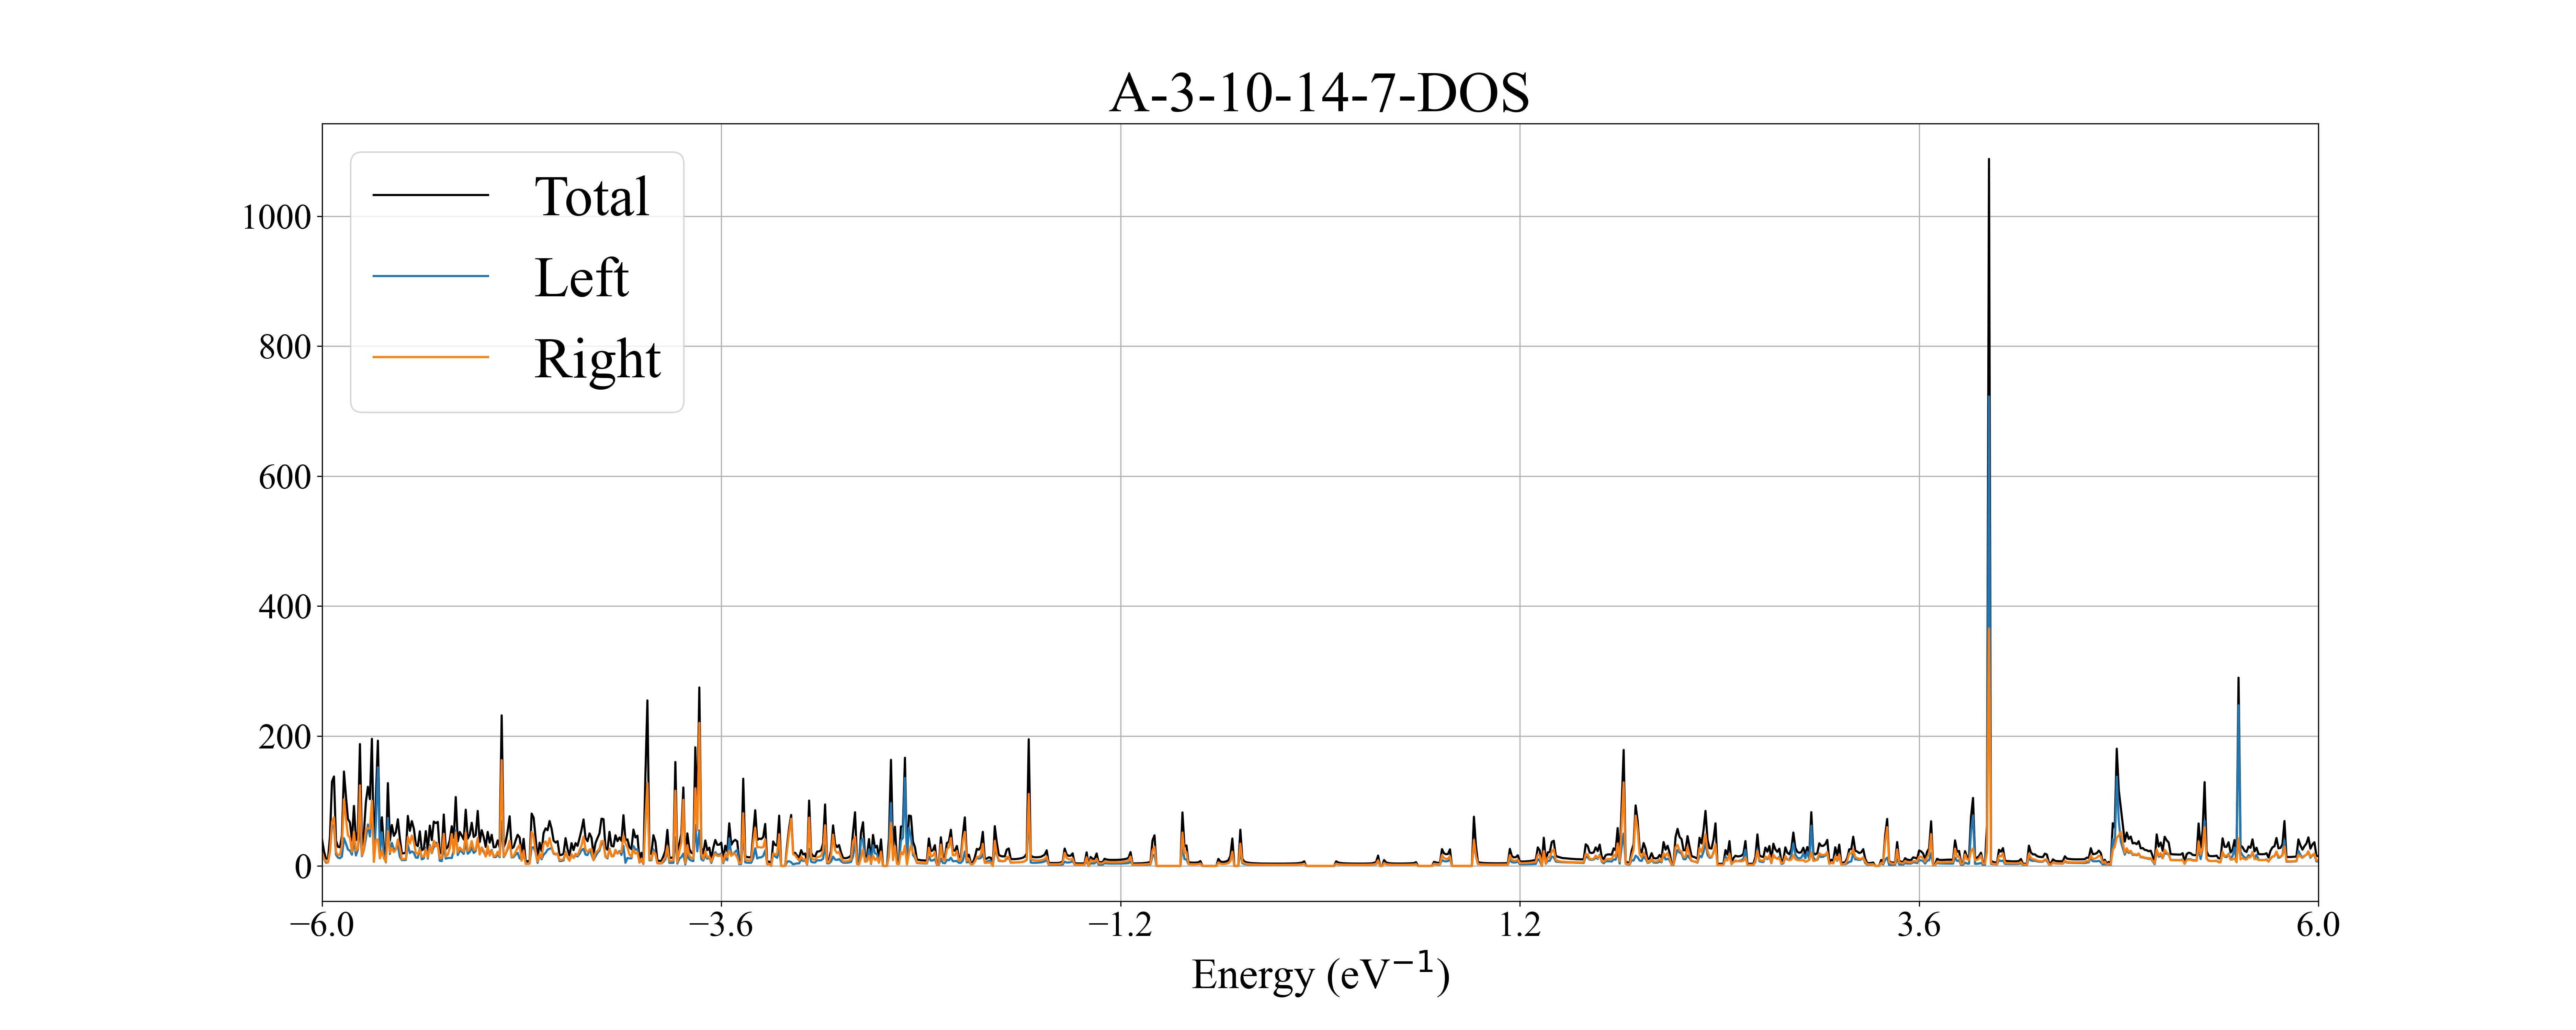 A-3-10-14-7-DOS
Total
Left
Right
1000
800
600
400
200
0
−6.0 −3.6 −1.2 1.2 3.6 6.0
Energy (eV⁻¹)